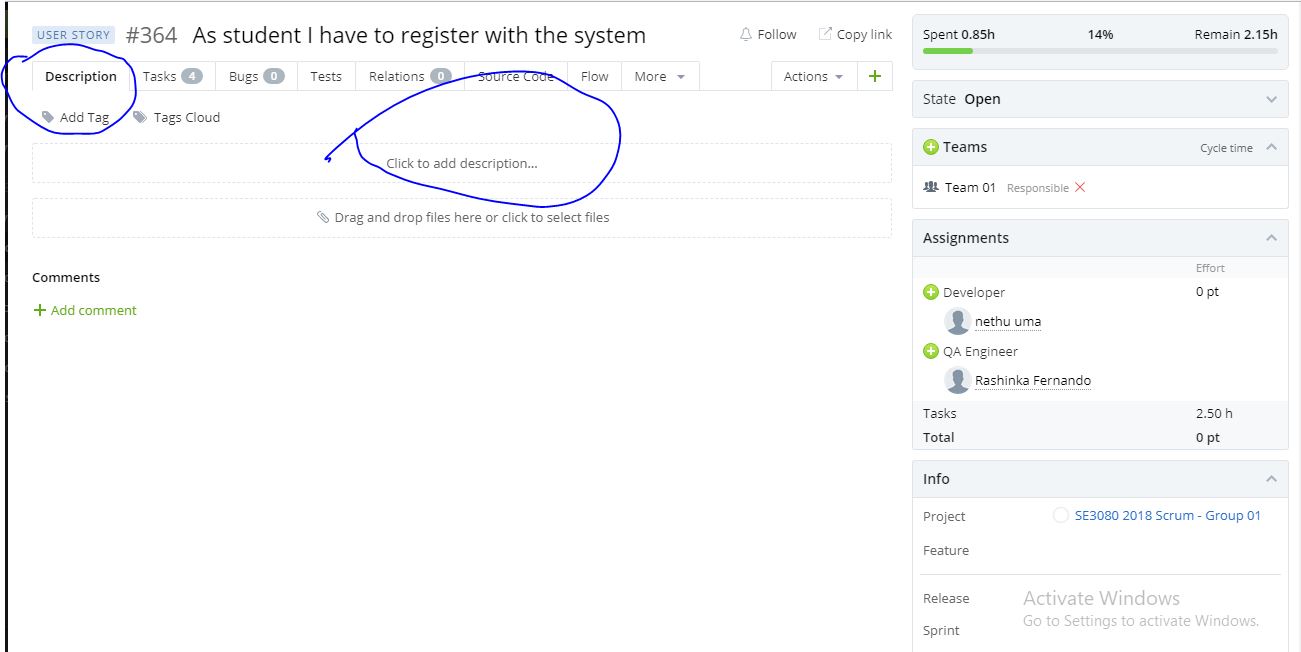 USER STORY #364 As student I have to register with the system
Follow Copy link
Description Tasks 4 Bugs 0 Tests Relations 0 Source Code Flow More Actions +
Add Tag Tags Cloud
Click to add description...
Drag and drop files here or click to select files
Comments
+ Add comment
Spent 0.85h 14% Remain 2.15h
State Open
Teams Cycle time
Team 01 Responsible
Assignments
Effort
Developer 0 pt
nethu uma
QA Engineer
Rashinka Fernando
Tasks 2.50 h
Total 0 pt
Info
Project SE3080 2018 Scrum - Group 01
Feature
Release
Sprint
Activate Windows
Go to Settings to activate Windows.